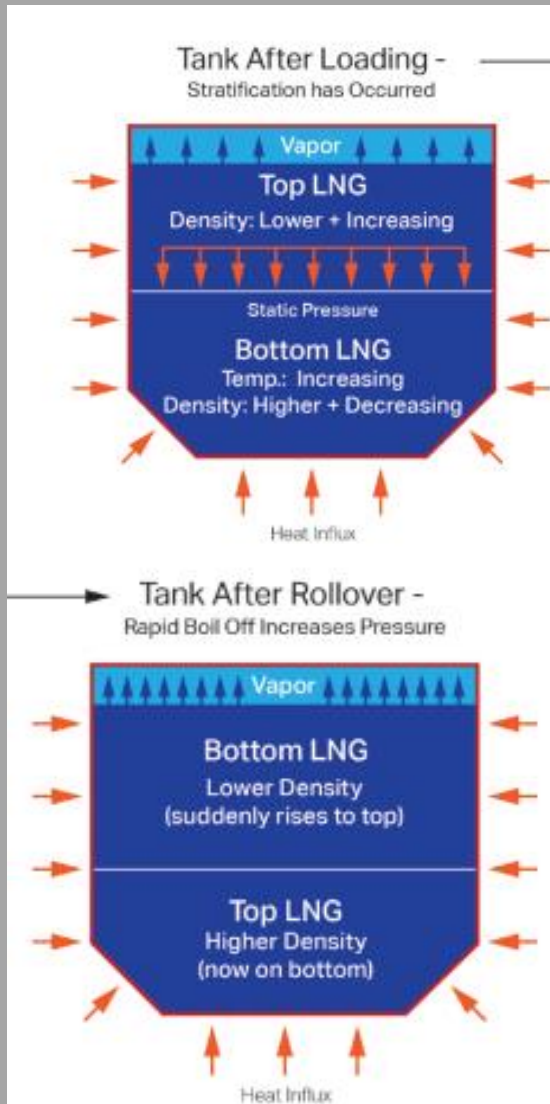 Tank After Loading -
Stratification has Occurred
Vapor
Top LNG
Density: Lower + Increasing
Static Pressure
Bottom LNG
Temp.: Increasing
Density: Higher + Decreasing
Heat Influx
Tank After Rollover -
Rapid Boil Off Increases Pressure
Vapor
Bottom LNG
Lower Density
(suddenly rises to top)
Top LNG
Higher Density
(now on bottom)
Heat Influx